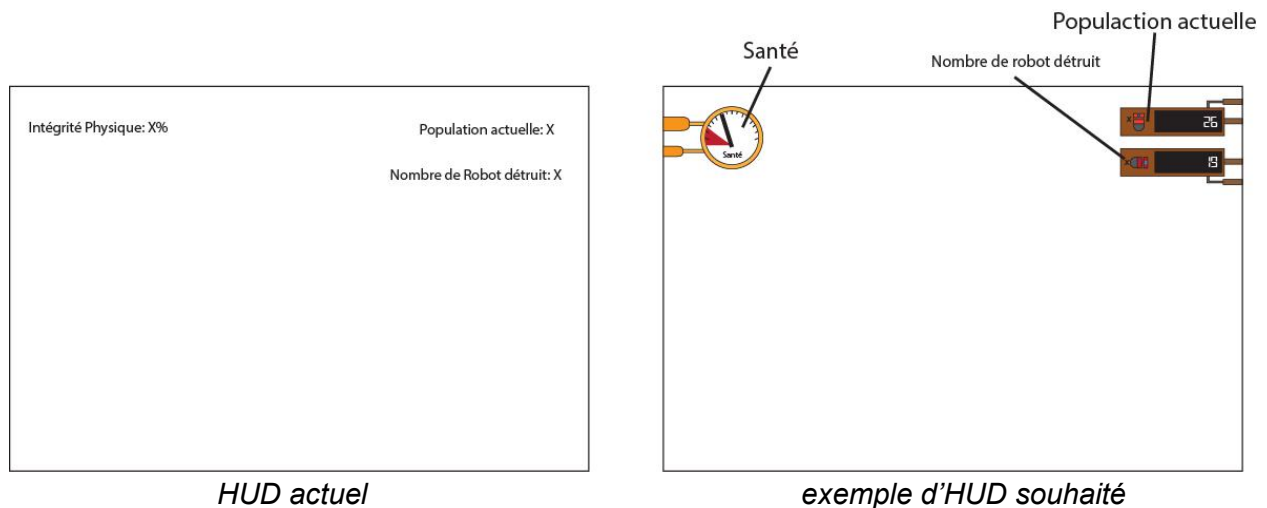 Populaction actuelle
Santé
Nombre de robot détruit
Intégrité Physique: X%
Population actuelle: X
Nombre de Robot détruit: X
Santé
x
26
x
19
HUD actuel
exemple d’HUD souhaité